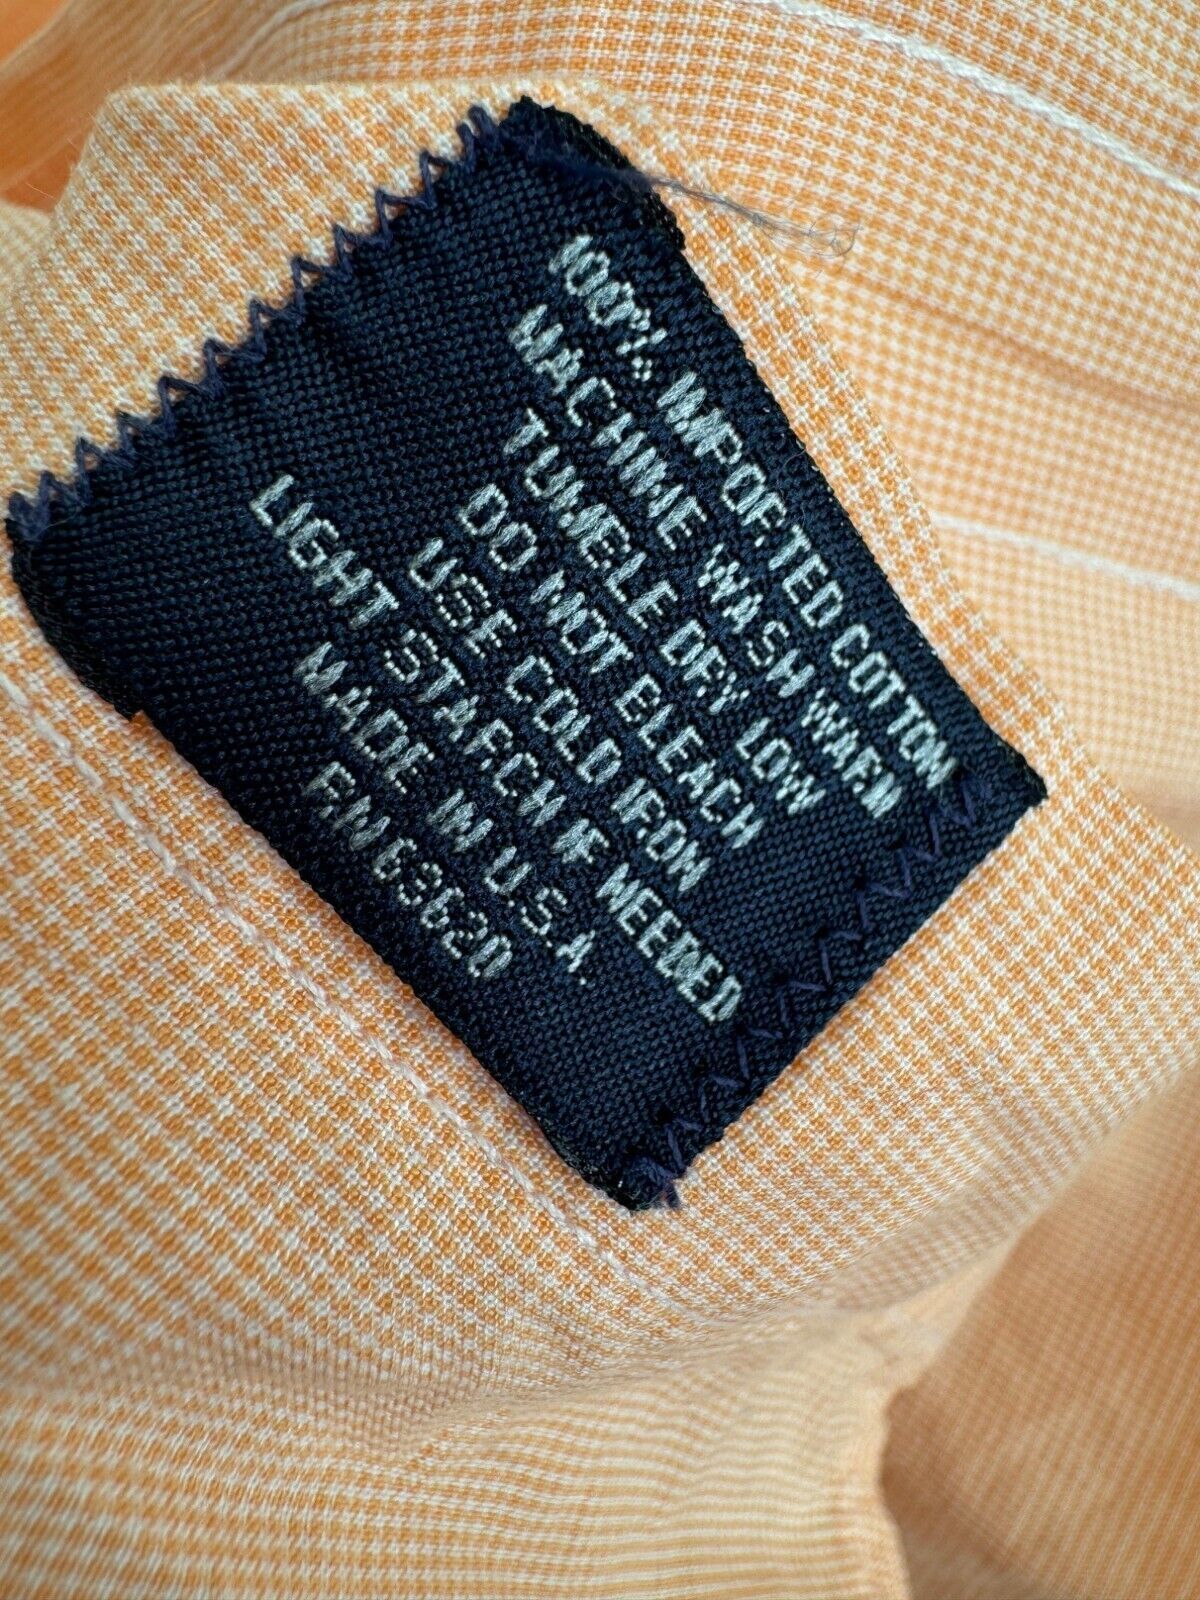 100% IMPORTED COTTON
MACHINE WASH WARM
TUMBLE DRY LOW
DO NOT BLEACH
USE COLD IRON
LIGHT STARCH IF NEEDED
MADE IN U.S.A.
RN 63620